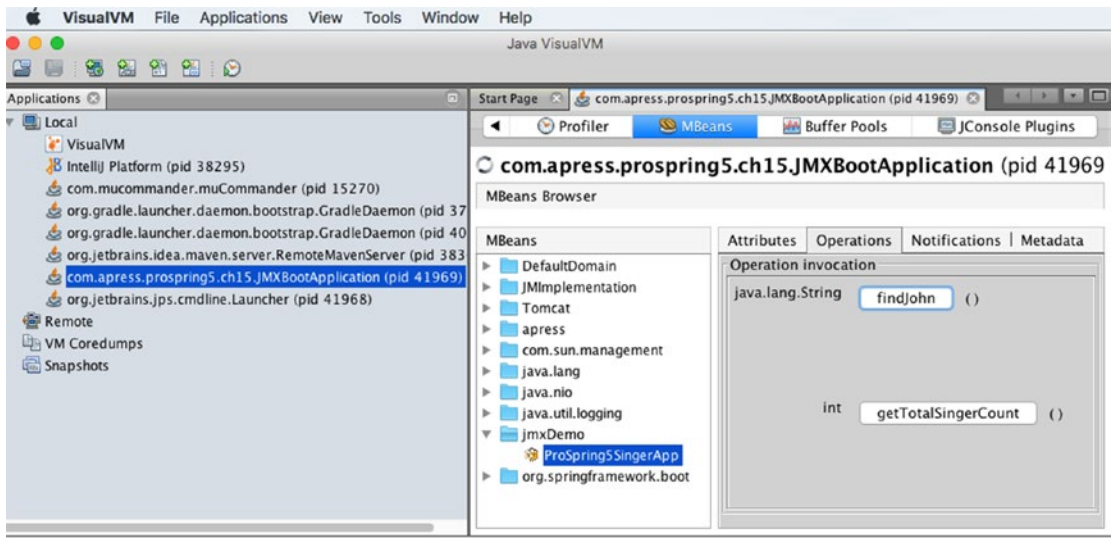 VisualVM File Applications View Tools Window Help
Java VisualVM
Applications
Local
VisualVM
IntelliJ Platform (pid 38295)
com.mucommander.muCommander (pid 15270)
org.gradle.launcher.daemon.bootstrap.GradleDaemon (pid 37
org.gradle.launcher.daemon.bootstrap.GradleDaemon (pid 40
org.jetbrains.idea.maven.server.RemoteMavenServer (pid 383
com.apress.prospring5.ch15.JMXBootApplication (pid 41969)
org.jetbrains.jps.cmdline.Launcher (pid 41968)
Remote
VM Coredumps
Snapshots
Start Page com.apress.prospring5.ch15.JMXBootApplication (pid 41969)
Profiler MBeans Buffer Pools JConsole Plugins
com.apress.prospring5.ch15.JMXBootApplication (pid 41969
MBeans Browser
MBeans
DefaultDomain
JMImplementation
Tomcat
apress
com.sun.management
java.lang
java.nio
java.util.logging
jmxDemo
ProSpring5SingerApp
org.springframework.boot
Attributes Operations Notifications Metadata
Operation invocation
java.lang.String findJohn ()
int getTotalSingerCount ()